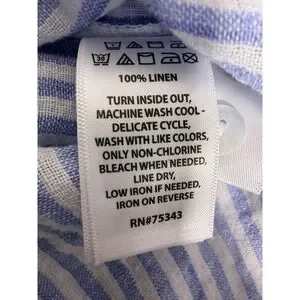 30
100% LINEN
TURN INSIDE OUT,
MACHINE WASH COOL -
DELICATE CYCLE,
WASH WITH LIKE COLORS,
ONLY NON-CHLORINE
BLEACH WHEN NEEDED,
LINE DRY,
LOW IRON IF NEEDED,
IRON ON REVERSE
RN#75343